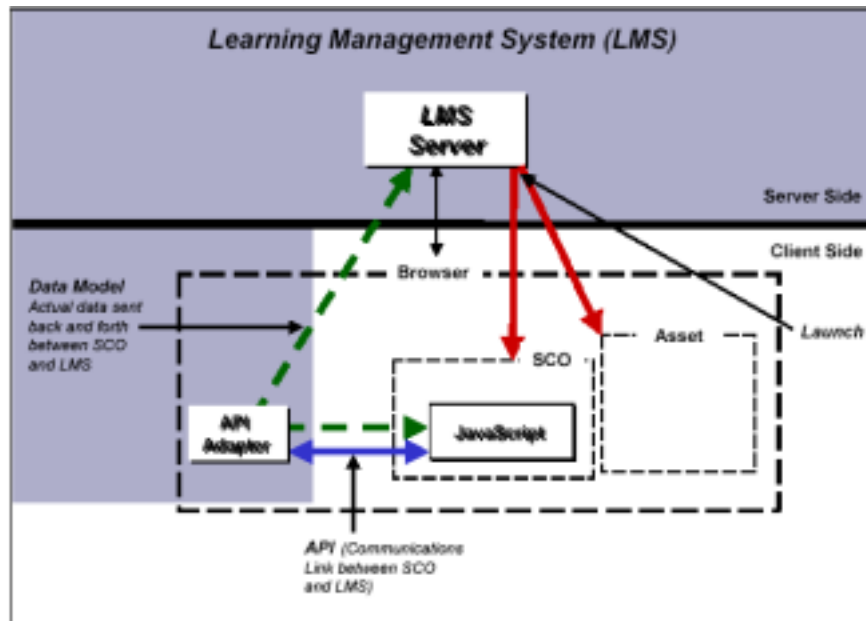 Learning Management System (LMS)
LMS
Server
Server Side
Client Side
Browser
Data Model
Actual data sent
back and forth
between SCO
and LMS
Launch
Asset
SCO
API
Adapter
JavaScript
API (Communications
Link between SCO
and LMS)